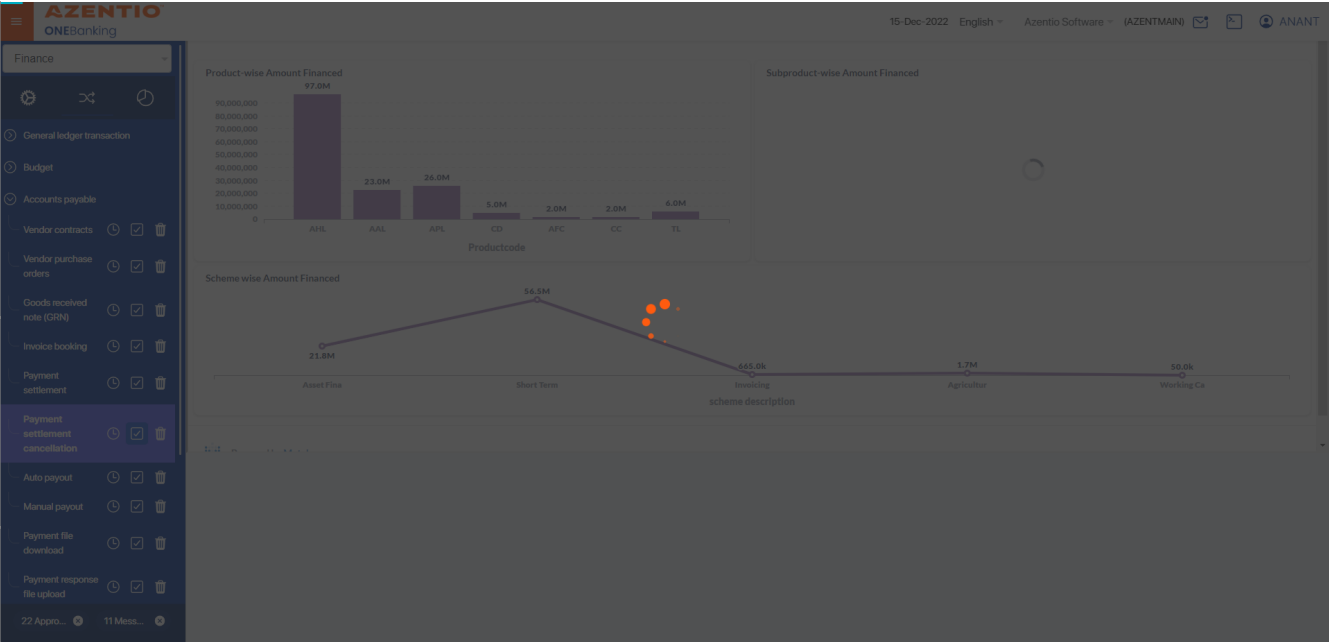 AZENTIO
ONEBanking
15-Dec-2022 English Azentio Software (AZENTMAIN) ANANT
Finance
General ledger transaction
Budget
Accounts payable
Vendor contracts
Vendor purchase
orders
Goods received
note (GRN)
Invoice booking
Payment
settlement
Payment
settlement
cancellation
Auto payout
Manual payout
Payment file
download
Payment response
file upload
22 Appro... 11 Mess...
Product-wise Amount Financed
97.0M
90,000,000
80,000,000
70,000,000
60,000,000
50,000,000
40,000,000
30,000,000
20,000,000
10,000,000
0
23.0M
26.0M
5.0M
2.0M
2.0M
6.0M
AHL AAL APL CD AFC CC TL
Productcode
Subproduct-wise Amount Financed
Scheme wise Amount Financed
56.5M
21.8M
665.0k
1.7M
50.0k
Asset Fina Short Term Invoicing Agricultur Working Ca
scheme description